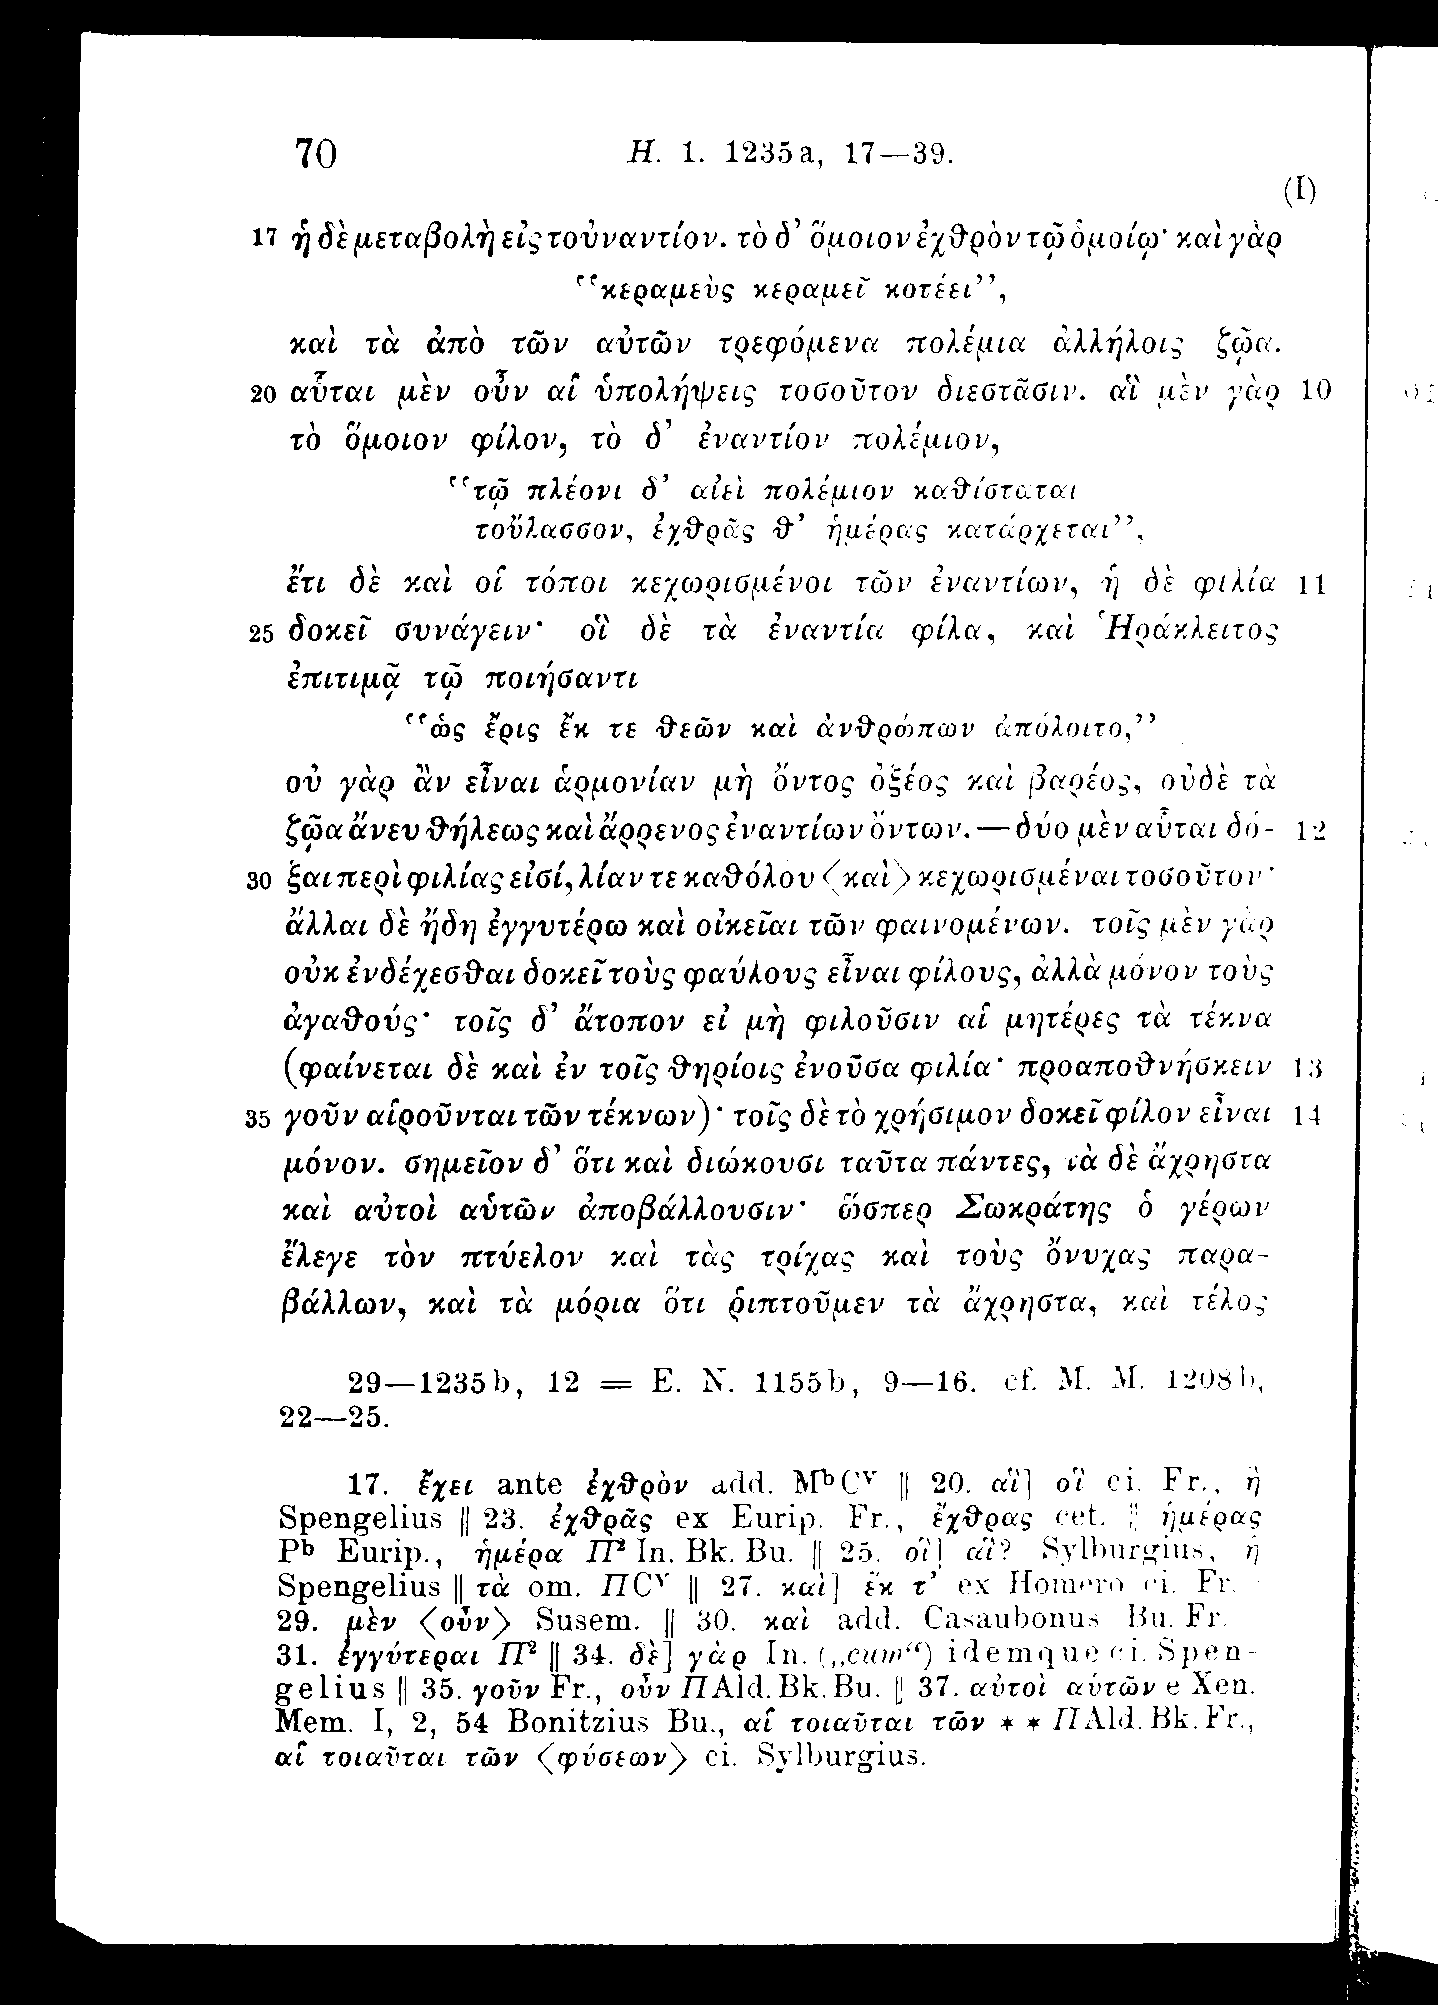 70 H. 1. 1235a, 17—39.
(I)
17 ἡ δὲ μεταβολὴ εἰς τοὐναντίον. τὸ δ’ ὅμοιον ἐχθρὸν τῷ ὁμοίῳ· καὶ γὰρ
“κεραμεὺς κεραμεῖ κοτέει”,
καὶ τὰ ἀπὸ τῶν αὐτῶν τρεφόμενα πολέμια ἀλλήλοις ζῷα.
20 αὗται μὲν οὖν αἱ ὑπολήψεις τοσοῦτον διεστᾶσιν. αἳ μὲν γὰρ 10
τὸ ὅμοιον φίλον, τὸ δ’ ἐναντίον πολέμιον,
“τῷ πλέονι δ’ αἰεὶ πολέμιον καθίσταται
τοὔλασσον, ἐχθρᾶς θ’ ἡμέρας κατάρχεται”,
ἔτι δὲ καὶ οἱ τόποι κεχωρισμένοι τῶν ἐναντίων, ἡ δὲ φιλία 11
25 δοκεῖ συνάγειν· οἳ δὲ τὰ ἐναντία φίλα, καὶ Ἡράκλειτος
ἐπιτιμᾷ τῷ ποιήσαντι
“ὡς ἔρις ἔκ τε θεῶν καὶ ἀνθρώπων ἀπόλοιτο,”
οὐ γὰρ ἂν εἶναι ἁρμονίαν μὴ ὄντος ὀξέος καὶ βαρέος, οὐδὲ τὰ
ζῷα ἄνευ θήλεως καὶ ἄρρενος ἐναντίων ὄντων. — δύο μὲν αὗται δό- 12
30 ξαι περὶ φιλίας εἰσί, λίαν τε καθόλου ⟨καὶ⟩ κεχωρισμέναι τοσοῦτον·
ἄλλαι δὲ ἤδη ἐγγυτέρω καὶ οἰκεῖαι τῶν φαινομένων. τοῖς μὲν γὰρ
οὐκ ἐνδέχεσθαι δοκεῖ τοὺς φαύλους εἶναι φίλους, ἀλλὰ μόνον τοὺς
ἀγαθούς· τοῖς δ’ ἄτοπον εἰ μὴ φιλοῦσιν αἱ μητέρες τὰ τέκνα
(φαίνεται δὲ καὶ ἐν τοῖς θηρίοις ἐνοῦσα φιλία· προαποθνήσκειν 13
35 γοῦν αἱροῦνται τῶν τέκνων)· τοῖς δὲ τὸ χρήσιμον δοκεῖ φίλον εἶναι 14
μόνον. σημεῖον δ’ ὅτι καὶ διώκουσι ταῦτα πάντες, τὰ δὲ ἄχρηστα
καὶ αὐτοὶ αὑτῶν ἀποβάλλουσιν· ὥσπερ Σωκράτης ὁ γέρων
ἔλεγε τὸν πτύελον καὶ τὰς τρίχας καὶ τοὺς ὄνυχας παρα-
βάλλων, καὶ τὰ μόρια ὅτι ῥιπτοῦμεν τὰ ἄχρηστα, καὶ τέλος
29—1235b, 12 = E. N. 1155b, 9—16. cf. M. M. 1208b,
22—25.
17. ἔχει ante ἐχθρὸν add. MᵇCᵛ || 20. αἳ] οἳ ci. Fr., ἡ
Spengelius || 23. ἐχθρᾶς ex Eurip. Fr., ἔχθρας cet. || ἡμέρας
Pᵇ Eurip., ἡμέρα Π² In. Bk. Bu. || 25. οἳ] αἳ? Sylburgius, ἡ
Spengelius || τὰ om. ΠCᵛ || 27. καὶ] ἔκ τ’ ex Homero ci. Fr.
29. μὲν ⟨οὖν⟩ Susem. || 30. καὶ add. Casaubonus Bu. Fr.
31. ἐγγύτεραι Π² || 34. δὲ] γὰρ In. („cum“) idemque ci. Spen-
gelius || 35. γοῦν Fr., οὖν Π Ald. Bk. Bu. || 37. αὐτοὶ αὑτῶν e Xen.
Mem. I, 2, 54 Bonitzius Bu., αἱ τοιαῦται τῶν * * Π Ald. Bk. Fr.,
αἱ τοιαῦται τῶν ⟨φύσεων⟩ ci. Sylburgius.